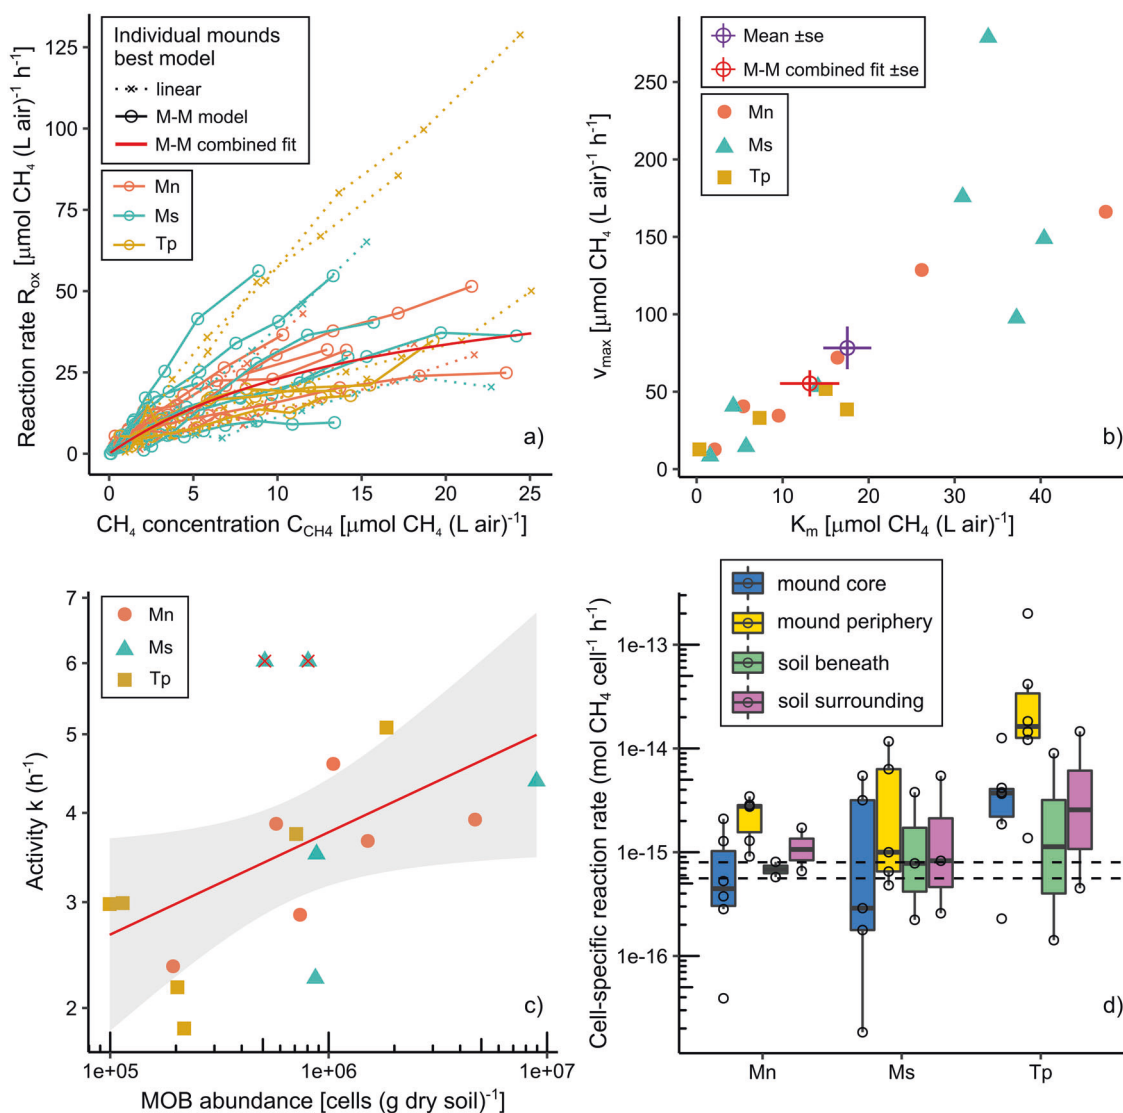 Individual mounds
best model
linear
M-M model
M-M combined fit
Mn
Ms
Tp
125
100
75
50
25
0
Reaction rate Rox [μmol CH4 (L air)-1 h-1]
0 5 10 15 20 25
CH4 concentration CCH4 [μmol CH4 (L air)-1]
a)
Mean ±se
M-M combined fit ±se
Mn
Ms
Tp
250
200
150
100
50
0
vmax [μmol CH4 (L air)-1 h-1]
0 10 20 30 40
Km [μmol CH4 (L air)-1]
b)
Mn
Ms
Tp
7
6
5
4
3
2
Activity k (h-1)
1e+05 1e+06 1e+07
MOB abundance [cells (g dry soil)-1]
c)
mound core
mound periphery
soil beneath
soil surrounding
1e-13
1e-14
1e-15
1e-16
Cell-specific reaction rate (mol CH4 cell-1 h-1)
Mn Ms Tp
d)